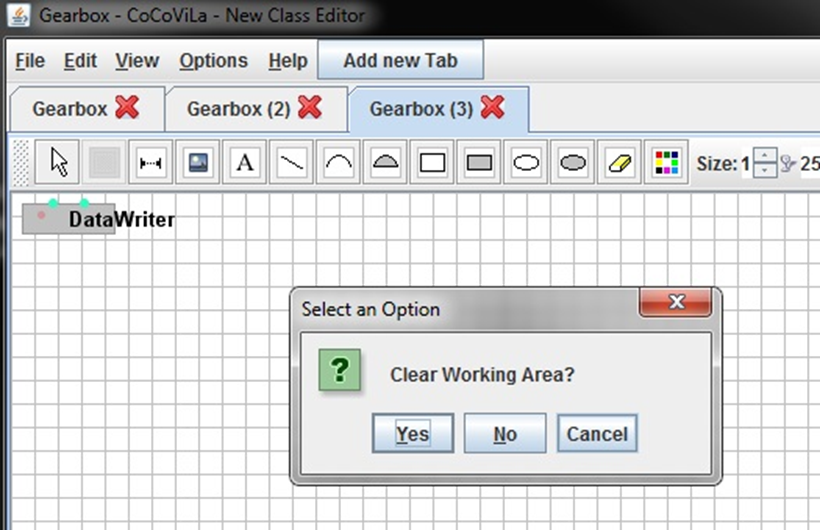 Gearbox - CoCoViLa - New Class Editor
File Edit View Options Help Add new Tab
Gearbox Gearbox (2) Gearbox (3)
A Size: 1 25
DataWriter
Select an Option
? Clear Working Area?
Yes No Cancel